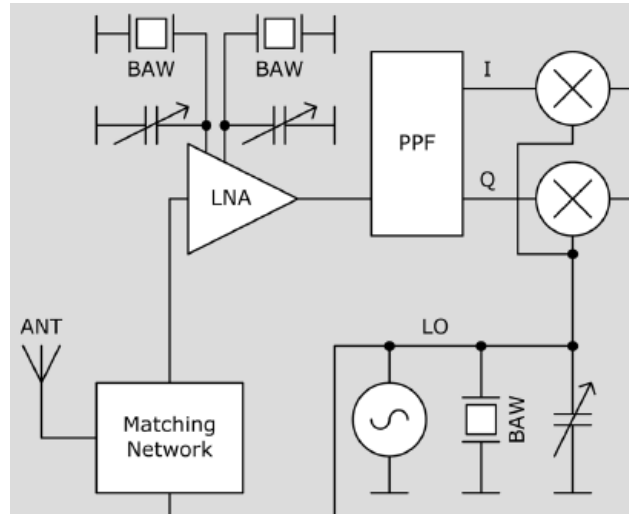 BAW
BAW
I
PPF
LNA
Q
ANT
LO
BAW
Matching
Network